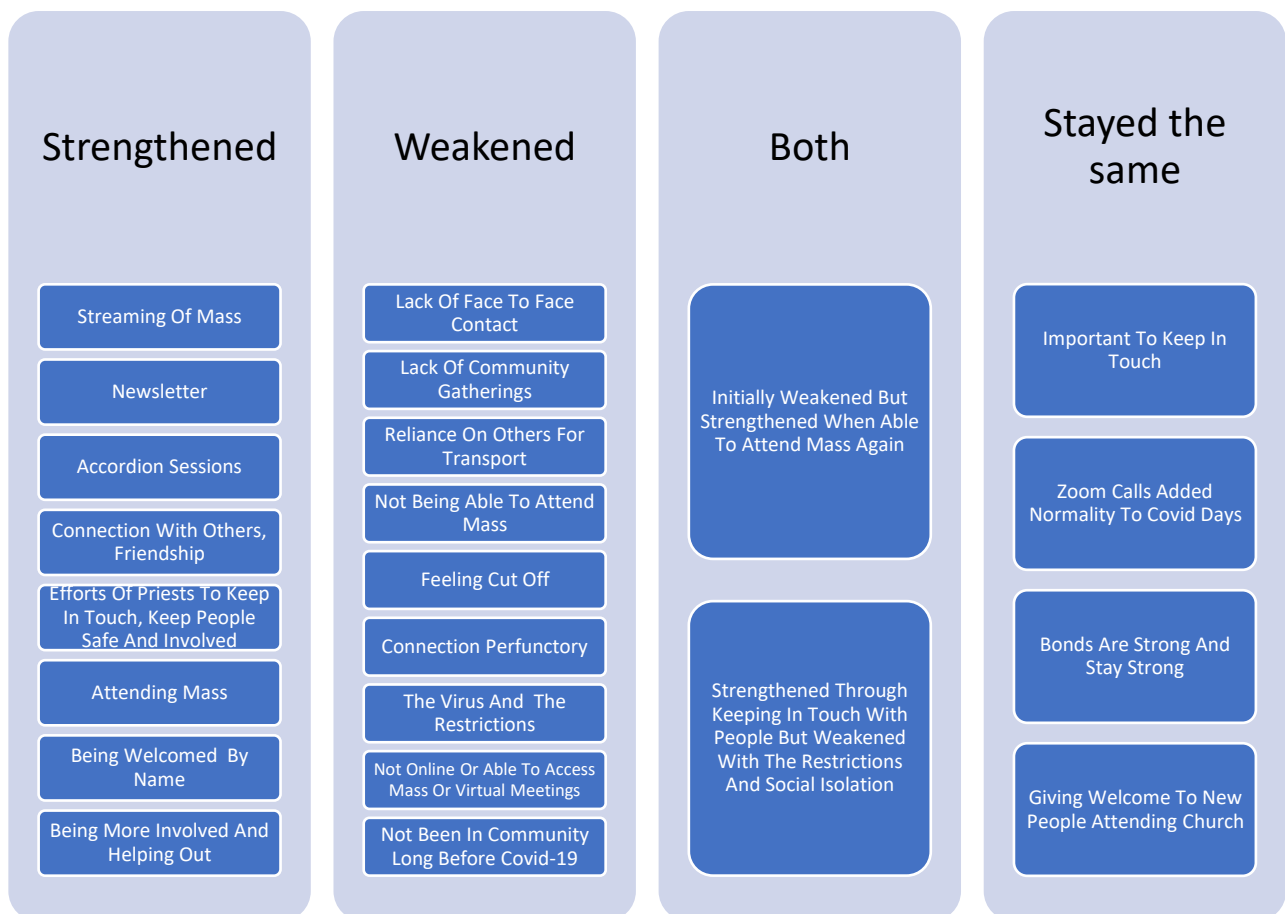 Strengthened
Streaming Of Mass
Newsletter
Accordion Sessions
Connection With Others,
Friendship
Efforts Of Priests To Keep
In Touch, Keep People
Safe And Involved
Attending Mass
Being Welcomed By
Name
Being More Involved And
Helping Out
Weakened
Lack Of Face To Face
Contact
Lack Of Community
Gatherings
Reliance On Others For
Transport
Not Being Able To Attend
Mass
Feeling Cut Off
Connection Perfunctory
The Virus And The
Restrictions
Not Online Or Able To Access
Mass Or Virtual Meetings
Not Been In Community
Long Before Covid-19
Both
Initially Weakened But
Strengthened When Able
To Attend Mass Again
Strengthened Through
Keeping In Touch With
People But Weakened
With The Restrictions
And Social Isolation
Stayed the
same
Important To Keep In
Touch
Zoom Calls Added
Normality To Covid Days
Bonds Are Strong And
Stay Strong
Giving Welcome To New
People Attending Church